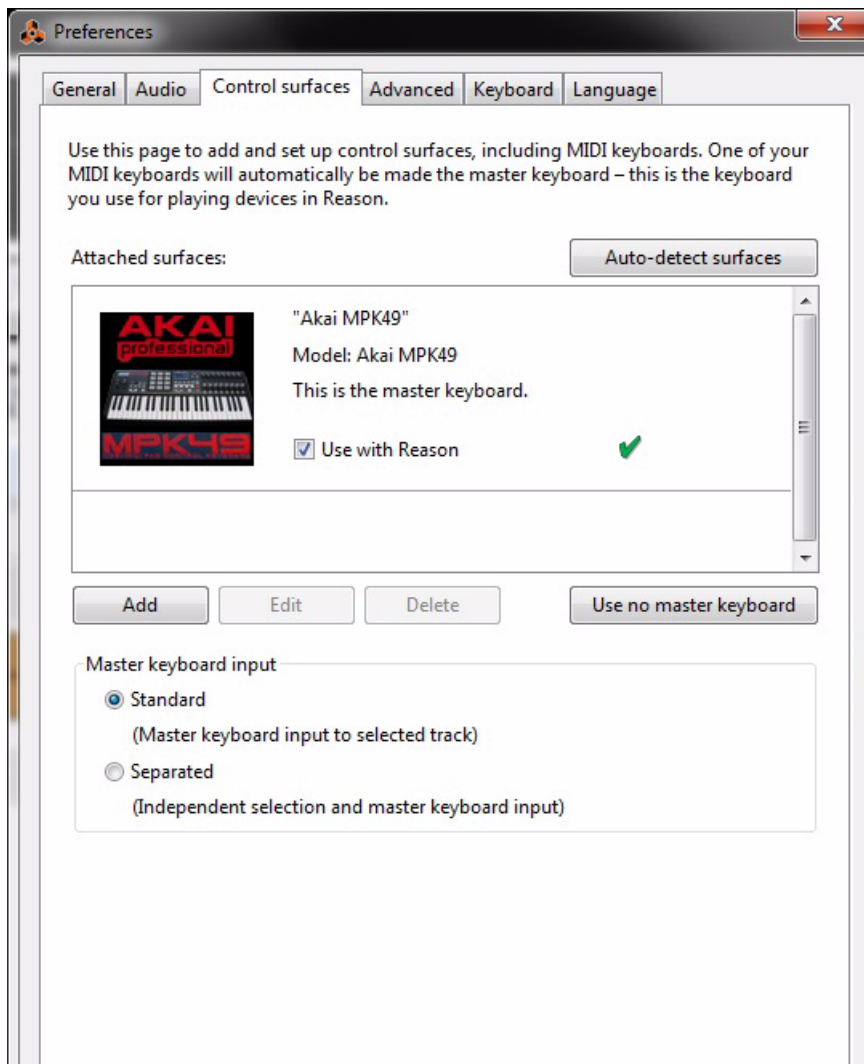 Preferences
General Audio Control surfaces Advanced Keyboard Language
Use this page to add and set up control surfaces, including MIDI keyboards. One of your
MIDI keyboards will automatically be made the master keyboard – this is the keyboard
you use for playing devices in Reason.
Attached surfaces:
Auto-detect surfaces
AKAI
professional
MPK49
"Akai MPK49"
Model: Akai MPK49
This is the master keyboard.
Use with Reason
Add Edit Delete Use no master keyboard
Master keyboard input
Standard
(Master keyboard input to selected track)
Separated
(Independent selection and master keyboard input)